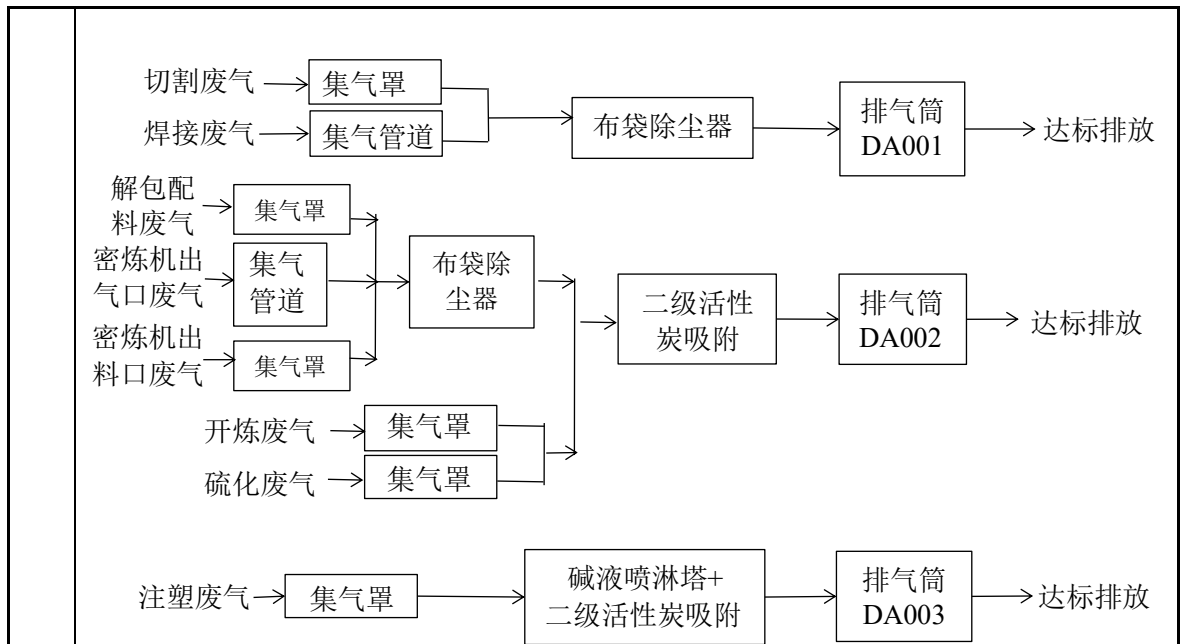 切割废气
集气罩
焊接废气
集气管道
布袋除尘器
排气筒
DA001
达标排放
解包配
料废气
集气罩
密炼机出
气口废气
集气
管道
密炼机出
料口废气
集气罩
布袋除
尘器
二级活性
炭吸附
排气筒
DA002
达标排放
开炼废气
集气罩
硫化废气
集气罩
注塑废气
集气罩
碱液喷淋塔+
二级活性炭吸附
排气筒
DA003
达标排放